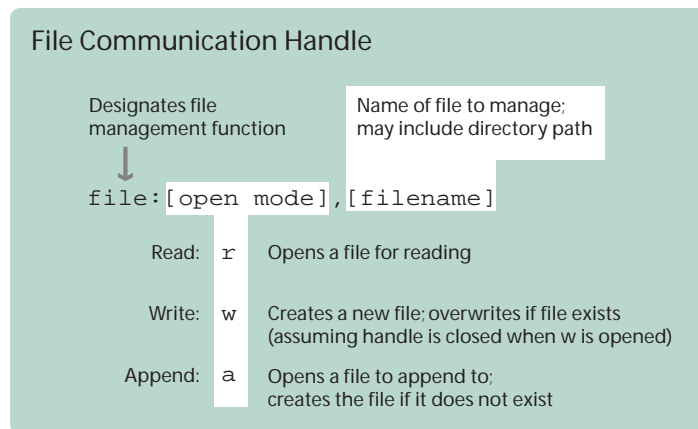 File Communication Handle
Designates file
management function
Name of file to manage;
may include directory path
file:[open mode],[filename]
Read: r Opens a file for reading
Write: w Creates a new file; overwrites if file exists
(assuming handle is closed when w is opened)
Append: a Opens a file to append to;
creates the file if it does not exist